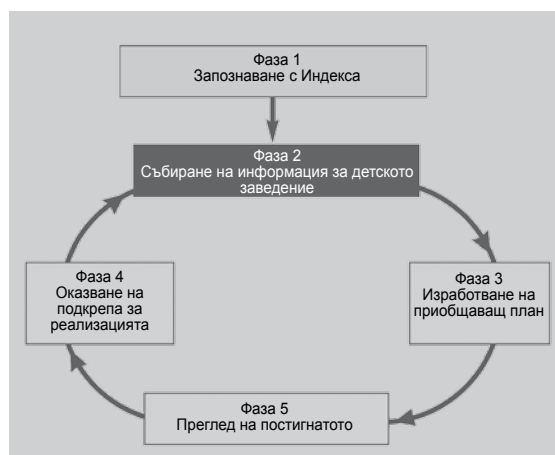 Фаза 1
Запознаване с Индекса
Фаза 2
Събиране на информация за детското
заведение
Фаза 4
Оказване на
подкрепа за
реализацията
Фаза 3
Изработване на
приобщаващ план
Фаза 5
Преглед на постигнатото